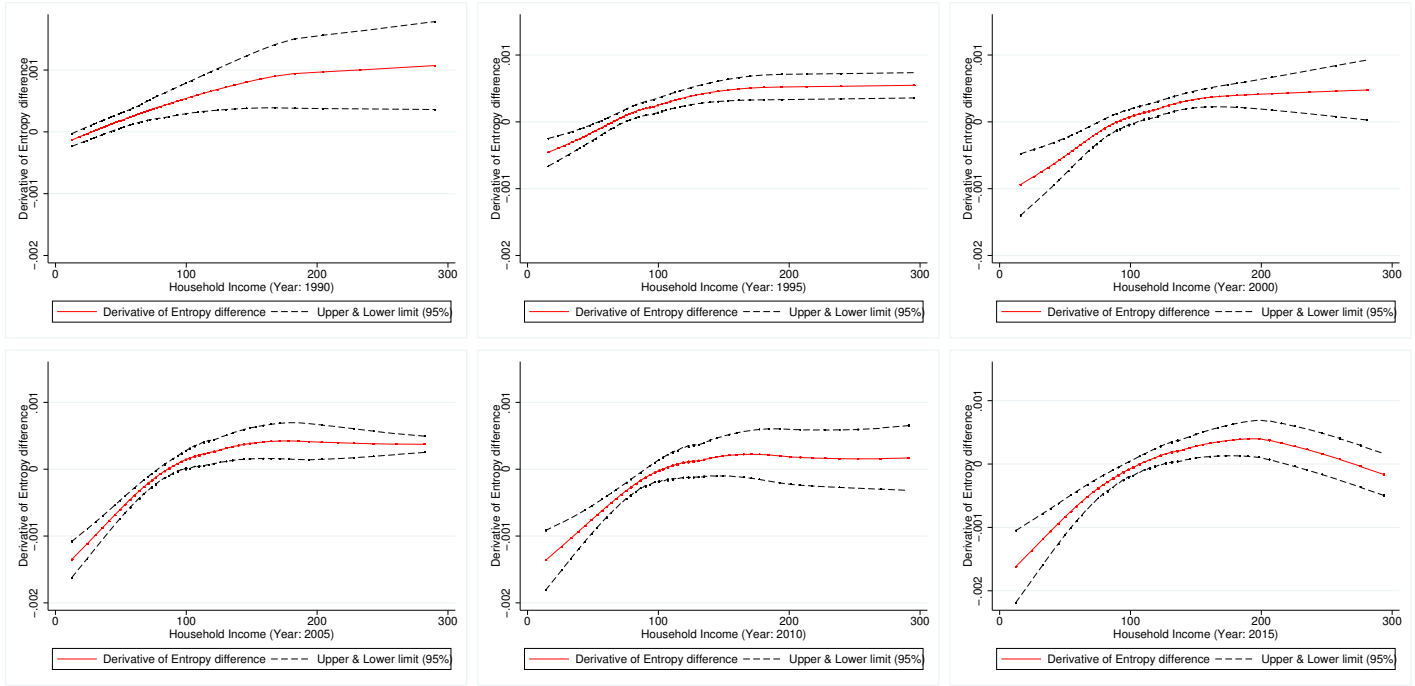 Derivative of Entropy difference
.001
0
-.001
-.002
0 100 200 300
Household Income (Year: 1990)
Derivative of Entropy difference Upper & Lower limit (95%)
Derivative of Entropy difference
.001
0
-.001
-.002
0 100 200 300
Household Income (Year: 1995)
Derivative of Entropy difference Upper & Lower limit (95%)
Derivative of Entropy difference
.001
0
-.001
-.002
0 100 200 300
Household Income (Year: 2000)
Derivative of Entropy difference Upper & Lower limit (95%)
Derivative of Entropy difference
.001
0
-.001
-.002
0 100 200 300
Household Income (Year: 2005)
Derivative of Entropy difference Upper & Lower limit (95%)
Derivative of Entropy difference
.001
0
-.001
-.002
0 100 200 300
Household Income (Year: 2010)
Derivative of Entropy difference Upper & Lower limit (95%)
Derivative of Entropy difference
.001
0
-.001
-.002
0 100 200 300
Household Income (Year: 2015)
Derivative of Entropy difference Upper & Lower limit (95%)